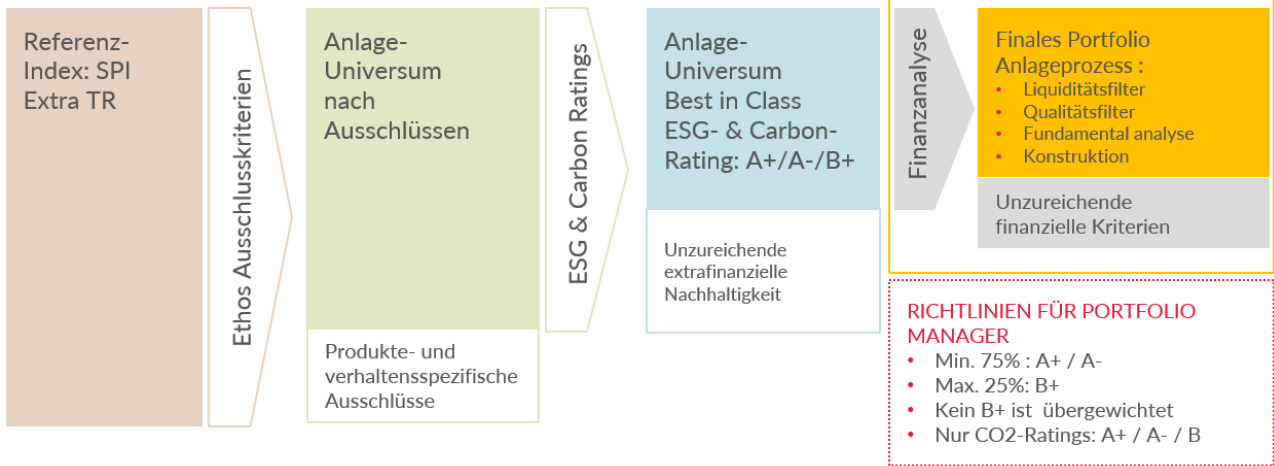 Referenz-
Index: SPI
Extra TR
Ethos Ausschlusskriterien
Anlage-
Universum
nach
Ausschlüssen
Produkte- und
verhaltensspezifische
Ausschlüsse
ESG & Carbon Ratings
Anlage-
Universum
Best in Class
ESG- & Carbon-
Rating: A+/A-/B+
Unzureichende
extrafinanzielle
Nachhaltigkeit
Finanzanalyse
Finales Portfolio
Anlageprozess :
• Liquiditätsfilter
• Qualitätsfilter
• Fundamental analyse
• Konstruktion
Unzureichende
finanzielle Kriterien
RICHTLINIEN FÜR PORTFOLIO
MANAGER
• Min. 75% : A+ / A-
• Max. 25%: B+
• Kein B+ ist übergewichtet
• Nur CO2-Ratings: A+ / A- / B